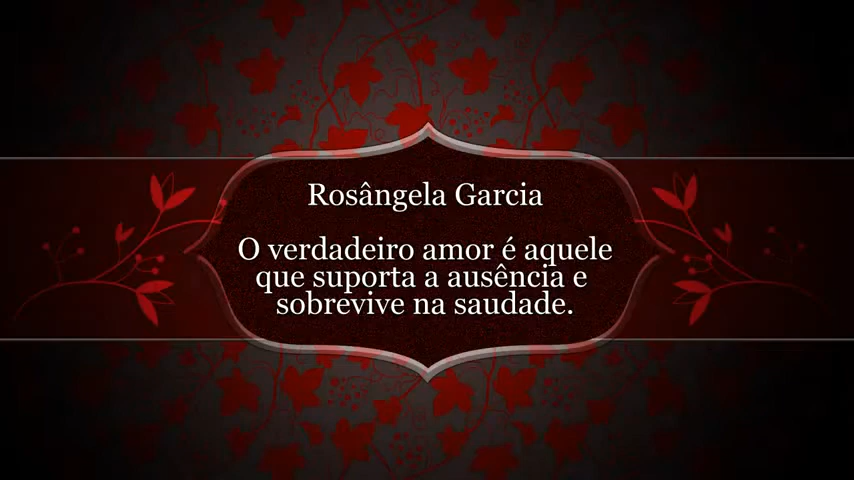 Rosângela Garcia
O verdadeiro amor é aquele
que suporta a ausência e
sobrevive na saudade.